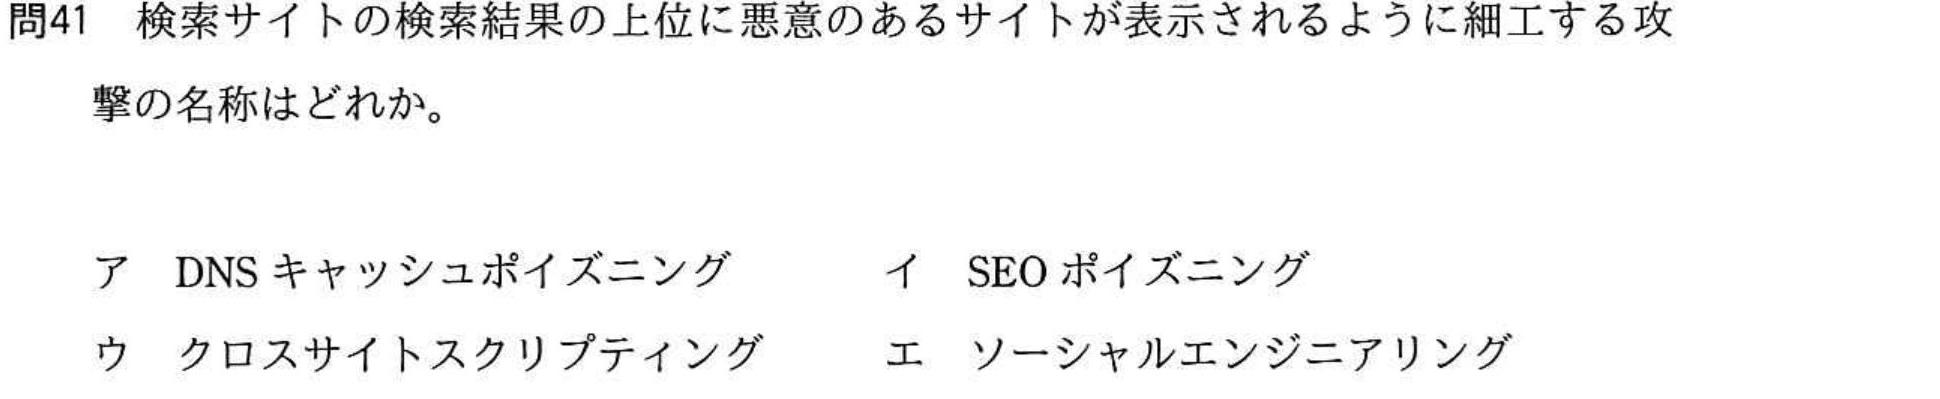 問41　検索サイトの検索結果の上位に悪意のあるサイトが表示されるように細工する攻
撃の名称はどれか。
ア　DNS キャッシュポイズニング　イ　SEO ポイズニング
ウ　クロスサイトスクリプティング　エ　ソーシャルエンジニアリング